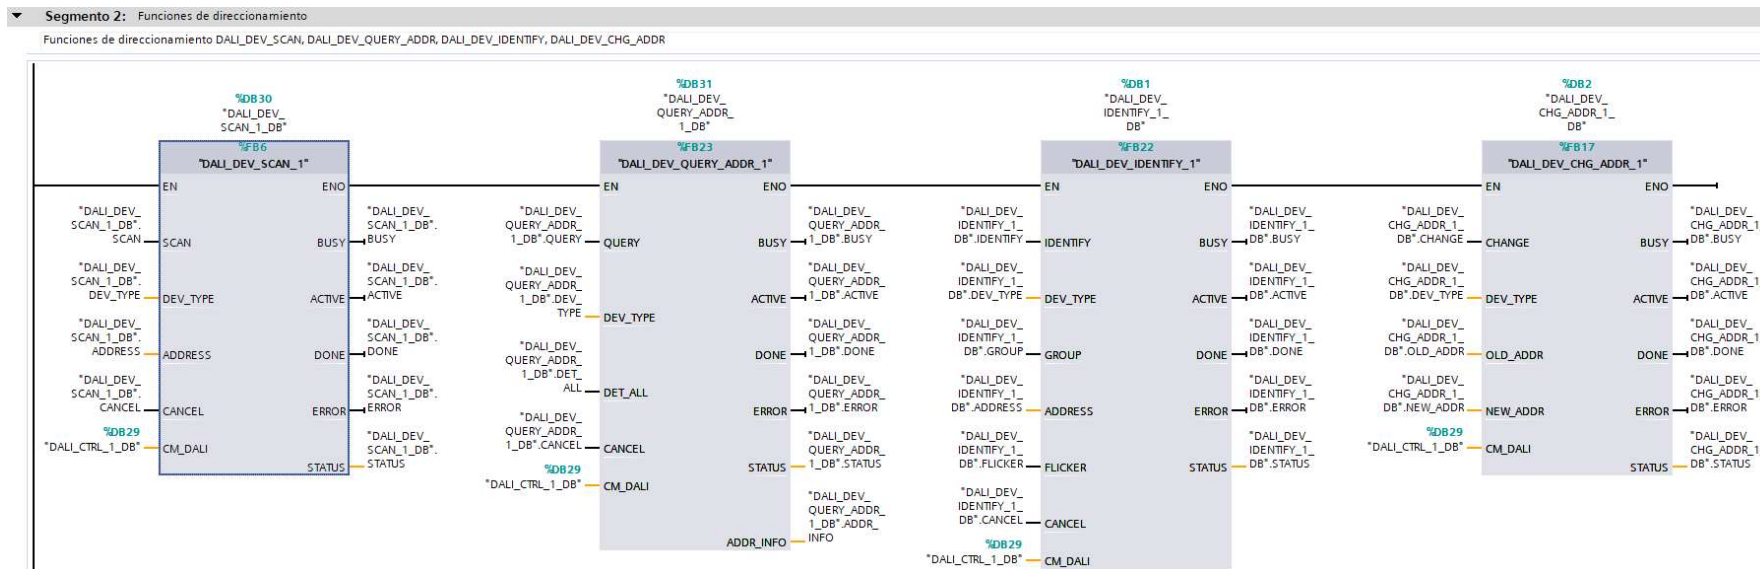 Segmento 2: Funciones de direccionamiento
Funciones de direccionamiento DALI_DEV_SCAN, DALI_DEV_QUERY_ADDR, DALI_DEV_IDENTIFY, DALI_DEV_CHG_ADDR
%DB30
"DALI_DEV_
SCAN_1_DB"
%FB6
"DALI_DEV_SCAN_1"
EN
ENO
"DALI_DEV_
SCAN_1_DB".
SCAN
SCAN
"DALI_DEV_
SCAN_1_DB".
DEV_TYPE
DEV_TYPE
"DALI_DEV_
SCAN_1_DB".
ADDRESS
ADDRESS
"DALI_DEV_
SCAN_1_DB".
CANCEL
CANCEL
%DB29
"DALI_CTRL_1_DB"
CM_DALI
BUSY
"DALI_DEV_
SCAN_1_DB".
BUSY
ACTIVE
"DALI_DEV_
SCAN_1_DB".
ACTIVE
DONE
"DALI_DEV_
SCAN_1_DB".
DONE
ERROR
"DALI_DEV_
SCAN_1_DB".
ERROR
STATUS
"DALI_DEV_
SCAN_1_DB".
STATUS
%DB31
"DALI_DEV_
QUERY_ADDR_
1_DB"
%FB23
"DALI_DEV_QUERY_ADDR_1"
EN
ENO
"DALI_DEV_
QUERY_ADDR_
1_DB".QUERY
QUERY
"DALI_DEV_
QUERY_ADDR_
1_DB".DEV_
TYPE
DEV_TYPE
"DALI_DEV_
QUERY_ADDR_
1_DB".DET_
ALL
DET_ALL
"DALI_DEV_
QUERY_ADDR_
1_DB".CANCEL
CANCEL
%DB29
"DALI_CTRL_1_DB"
CM_DALI
BUSY
"DALI_DEV_
QUERY_ADDR_
1_DB".BUSY
ACTIVE
"DALI_DEV_
QUERY_ADDR_
1_DB".ACTIVE
DONE
"DALI_DEV_
QUERY_ADDR_
1_DB".DONE
ERROR
"DALI_DEV_
QUERY_ADDR_
1_DB".ERROR
STATUS
"DALI_DEV_
QUERY_ADDR_
1_DB".STATUS
ADDR_INFO
"DALI_DEV_
QUERY_ADDR_
1_DB".ADDR_
INFO
%DB1
"DALI_DEV_
IDENTIFY_1_
DB"
%FB22
"DALI_DEV_IDENTIFY_1"
EN
ENO
"DALI_DEV_
IDENTIFY_1_
DB".IDENTIFY
IDENTIFY
"DALI_DEV_
IDENTIFY_1_
DB".DEV_TYPE
DEV_TYPE
"DALI_DEV_
IDENTIFY_1_
DB".GROUP
GROUP
"DALI_DEV_
IDENTIFY_1_
DB".ADDRESS
ADDRESS
"DALI_DEV_
IDENTIFY_1_
DB".FLICKER
FLICKER
"DALI_DEV_
IDENTIFY_1_
DB".CANCEL
CANCEL
%DB29
"DALI_CTRL_1_DB"
CM_DALI
BUSY
"DALI_DEV_
IDENTIFY_1_
DB".BUSY
ACTIVE
"DALI_DEV_
IDENTIFY_1_
DB".ACTIVE
DONE
"DALI_DEV_
IDENTIFY_1_
DB".DONE
ERROR
"DALI_DEV_
IDENTIFY_1_
DB".ERROR
STATUS
"DALI_DEV_
IDENTIFY_1_
DB".STATUS
%DB2
"DALI_DEV_
CHG_ADDR_1_
DB"
%FB17
"DALI_DEV_CHG_ADDR_1"
EN
ENO
"DALI_DEV_
CHG_ADDR_1_
DB".CHANGE
CHANGE
"DALI_DEV_
CHG_ADDR_1_
DB".DEV_TYPE
DEV_TYPE
"DALI_DEV_
CHG_ADDR_1_
DB".OLD_ADDR
OLD_ADDR
"DALI_DEV_
CHG_ADDR_1_
DB".NEW_ADDR
NEW_ADDR
%DB29
"DALI_CTRL_1_DB"
CM_DALI
BUSY
"DALI_DEV_
CHG_ADDR_1
DB".BUSY
ACTIVE
"DALI_DEV_
CHG_ADDR_1
DB".ACTIVE
DONE
"DALI_DEV_
CHG_ADDR_1
DB".DONE
ERROR
"DALI_DEV_
CHG_ADDR_1
DB".ERROR
STATUS
"DALI_DEV_
CHG_ADDR_1
DB".STATUS